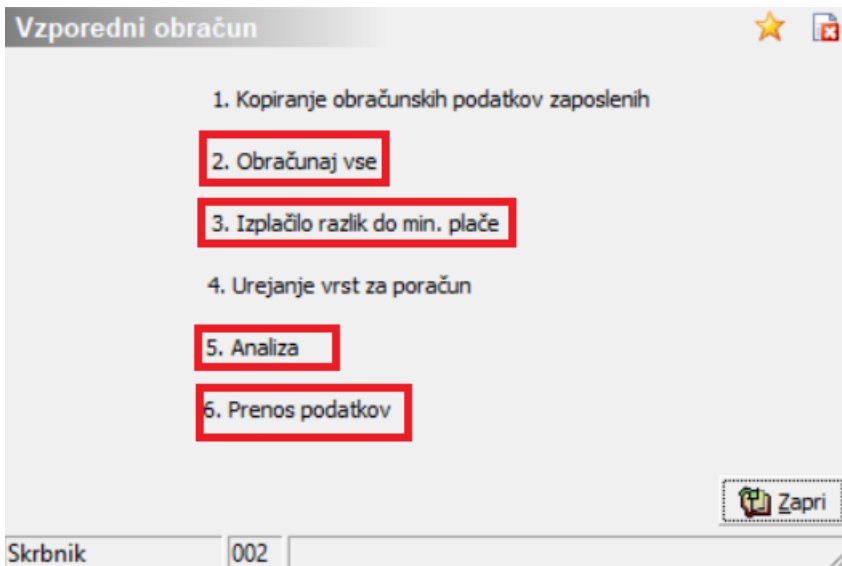 Vzporedni obračun
1. Kopiranje obračunskih podatkov zaposlenih
2. Obračunaj vse
3. Izplačilo razlik do min. plače
4. Urejanje vrst za poračun
5. Analiza
6. Prenos podatkov
Zapri
Skrbnik 002